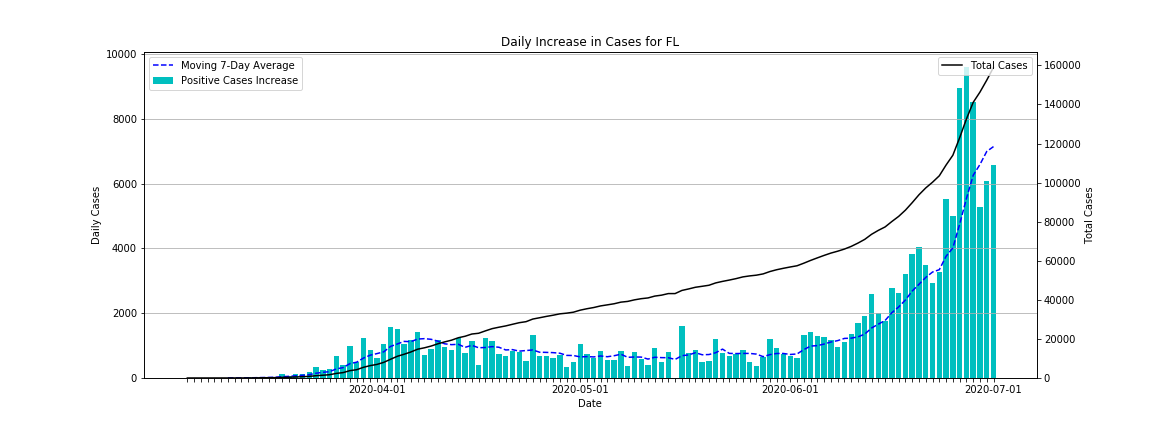 Daily Increase in Cases for FL
Moving 7-Day Average
Positive Cases Increase
Total Cases
10000
8000
6000
4000
2000
0
Daily Cases
160000
140000
120000
100000
80000
60000
40000
20000
0
Total Cases
2020-04-01
2020-05-01
2020-06-01
2020-07-01
Date